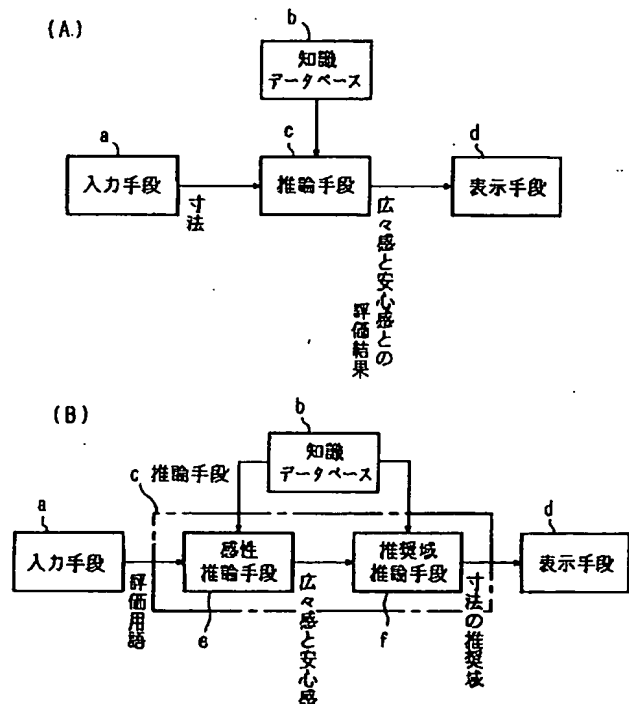 (A)
b
知識
データベース
a
入力手段
c
推論手段
d
表示手段
寸法
広々感と安心感との
評価結果
(B)
b
知識
データベース
c 推論手段
a
入力手段
感性
推論手段
推奨域
推論手段
d
表示手段
評価用語
e
広々感と安心感
f
寸法の推奨域